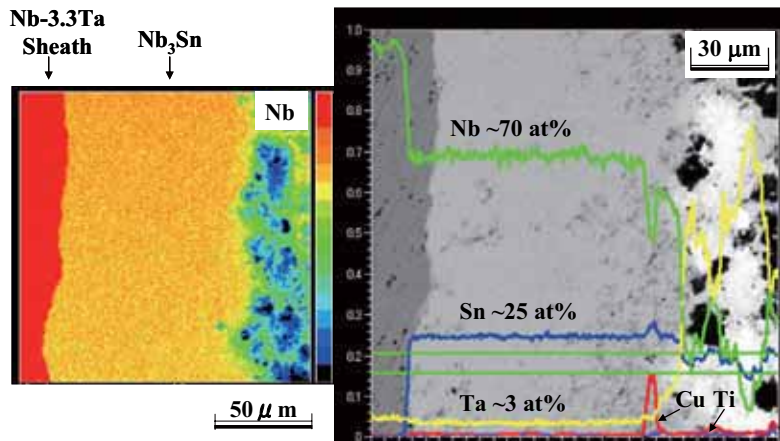 Nb-3.3Ta
Sheath
Nb₃Sn
Nb
50 μ m
30 μm
1.0
0.9
0.8
0.7
0.6
0.5
0.4
0.3
0.2
0.1
0
Nb ~70 at%
Sn ~25 at%
Ta ~3 at%
Cu Ti